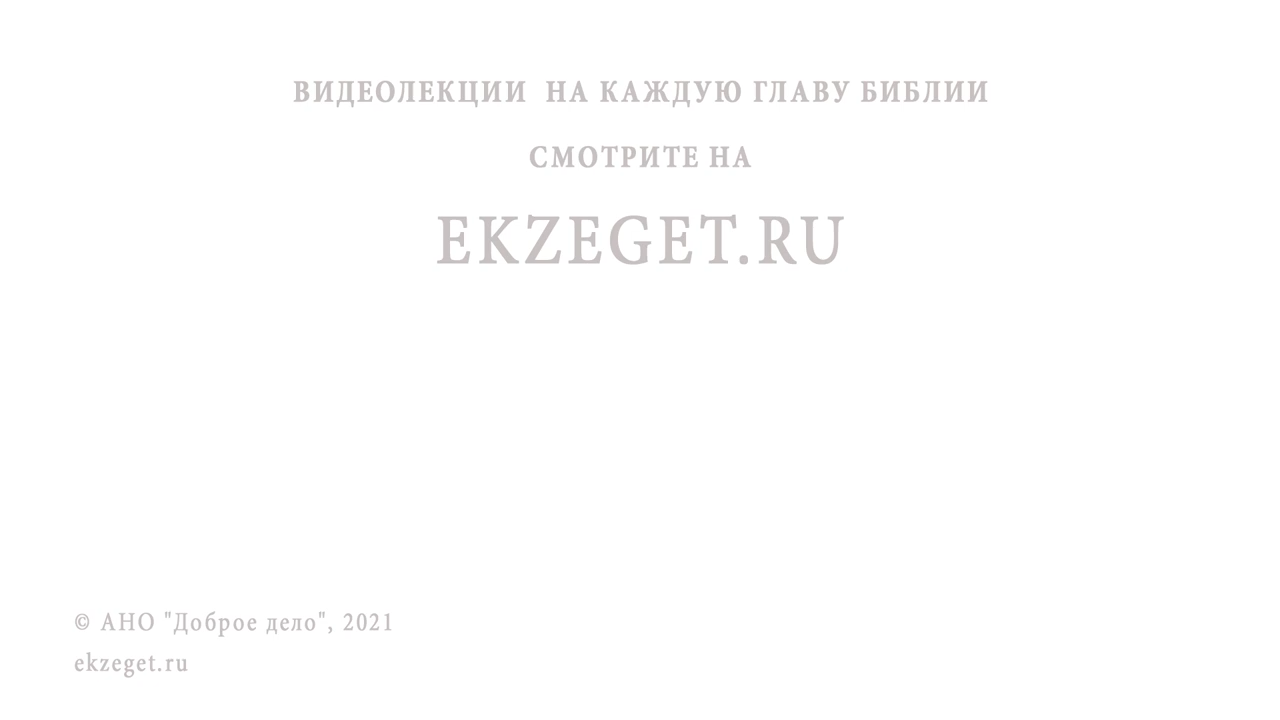 ВИДЕОЛЕКЦИИ НА КАЖДУЮ ГЛАВУ БИБЛИИ
СМОТРИТЕ НА
EKZEGET.RU
© АНО "Доброе дело", 2021
ekzeget.ru